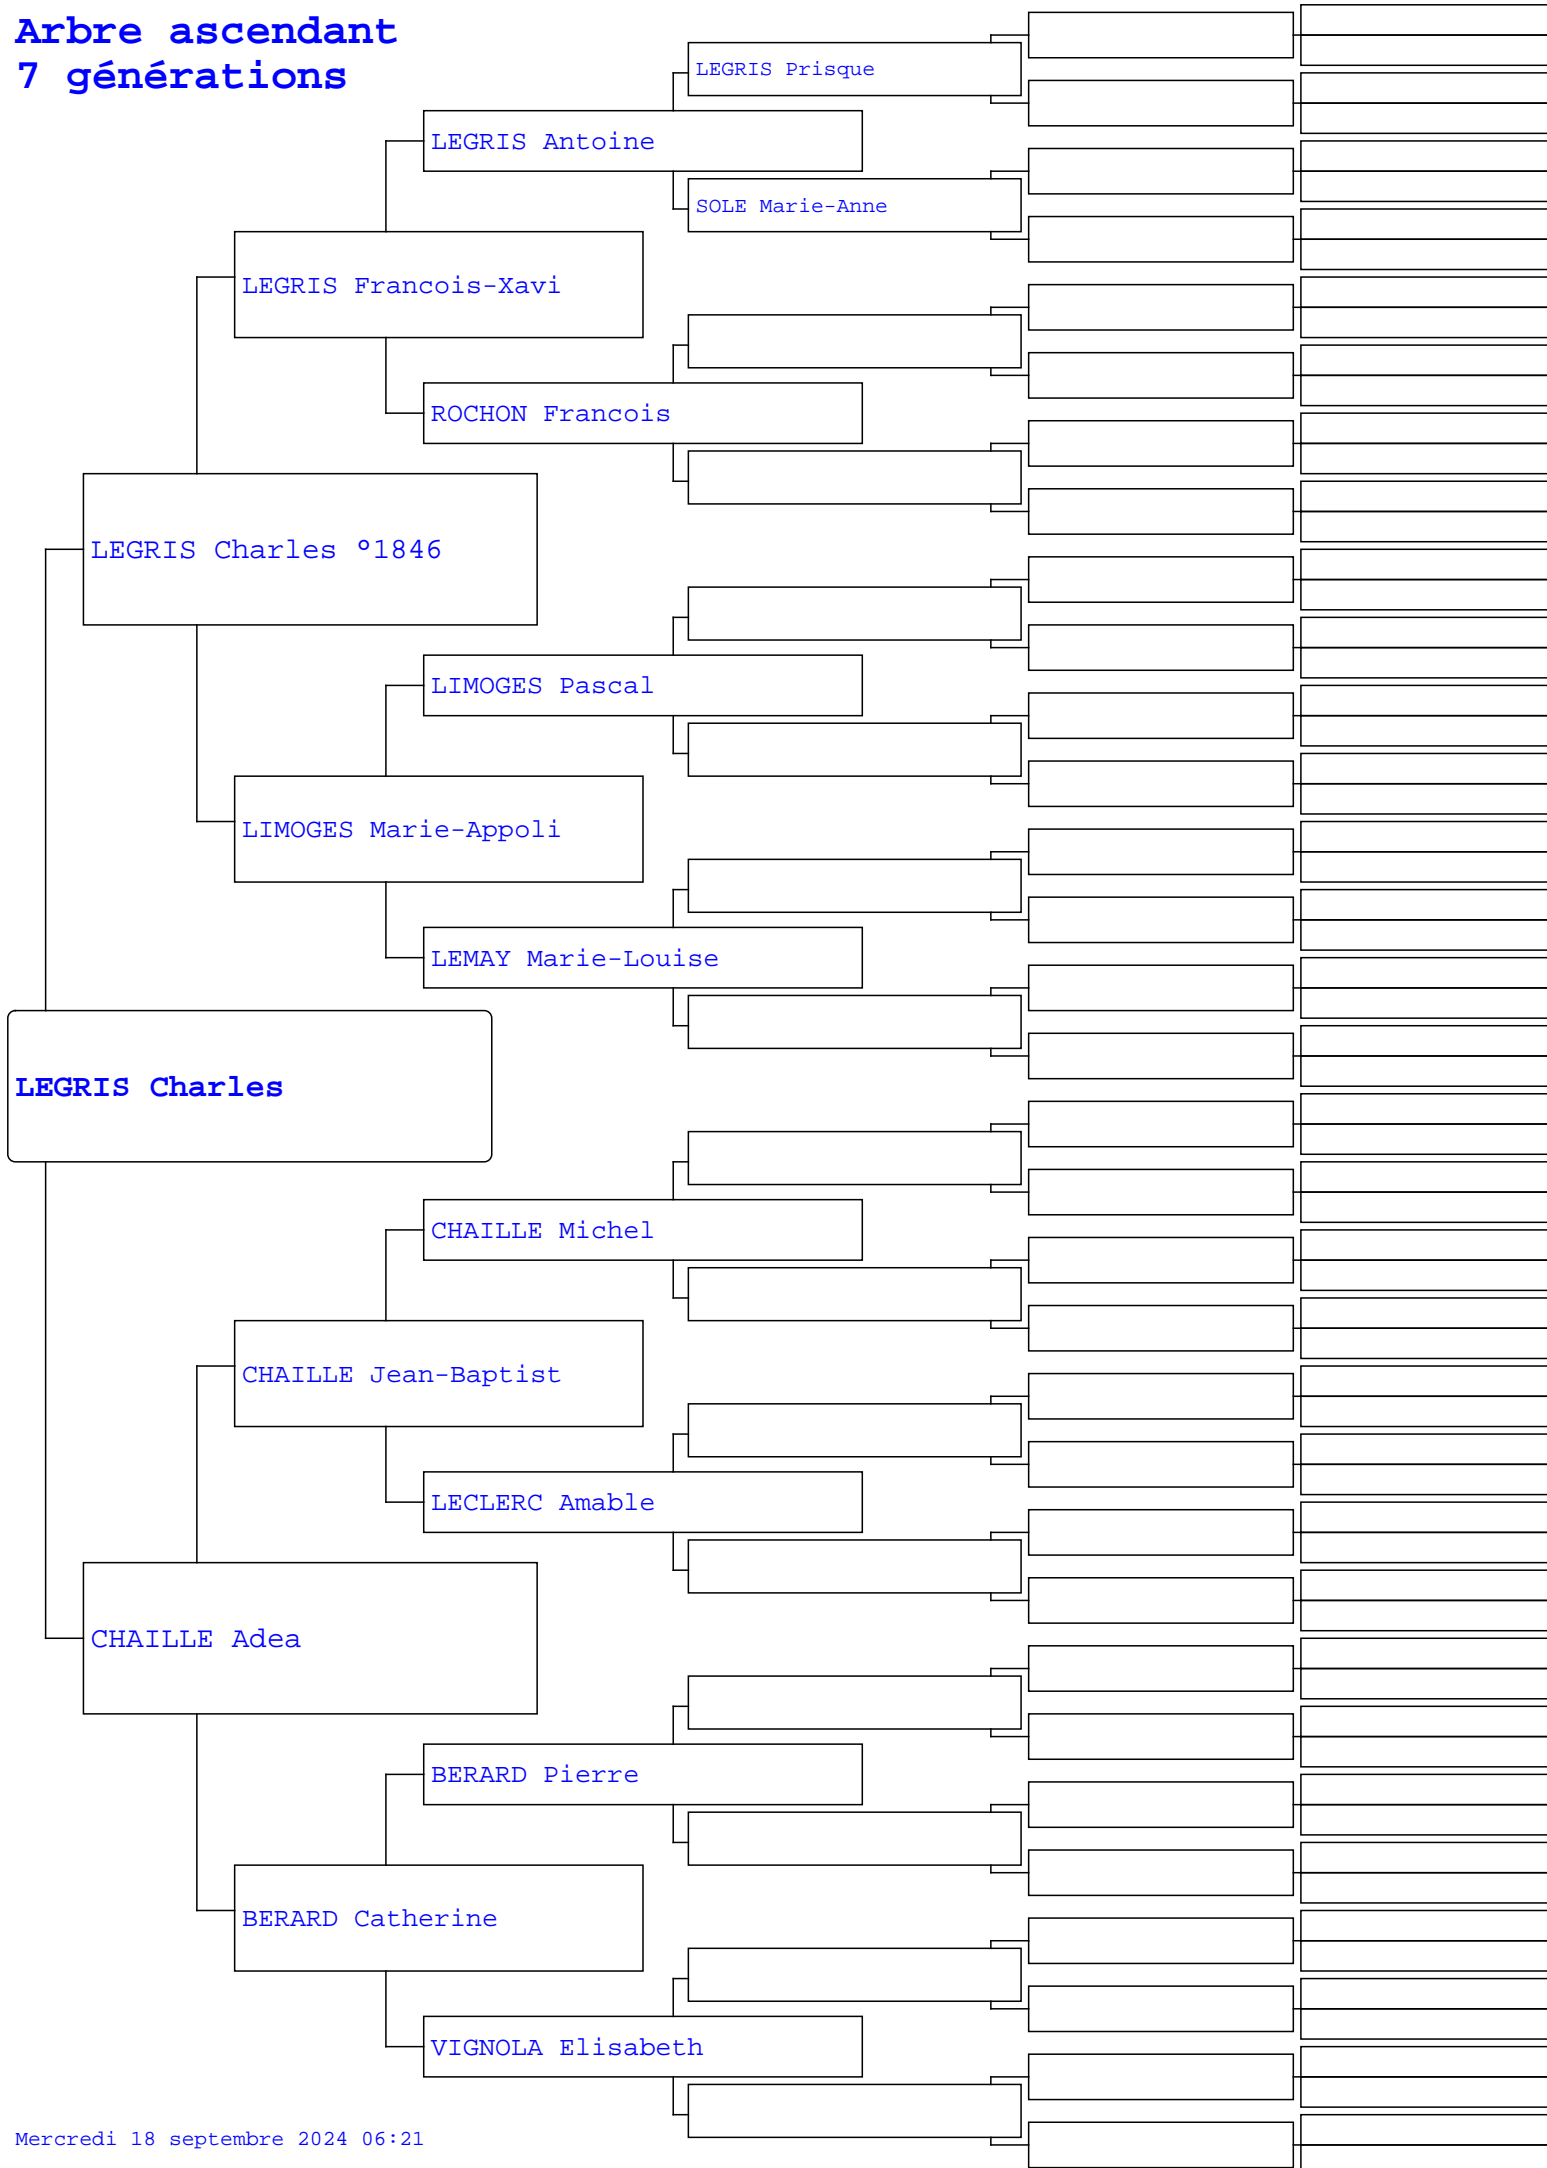 Arbre ascendant
7 générations
LEGRIS Prisque
LEGRIS Antoine
SOLE Marie-Anne
LEGRIS Francois-Xavi
ROCHON Francois
LEGRIS Charles °1846
LIMOGES Pascal
LIMOGES Marie-Appoli
LEMAY Marie-Louise
LEGRIS Charles
CHAILLE Michel
CHAILLE Jean-Baptist
LECLERC Amable
CHAILLE Adea
BERARD Pierre
BERARD Catherine
VIGNOLA Elisabeth
Mercredi 18 septembre 2024 06:21